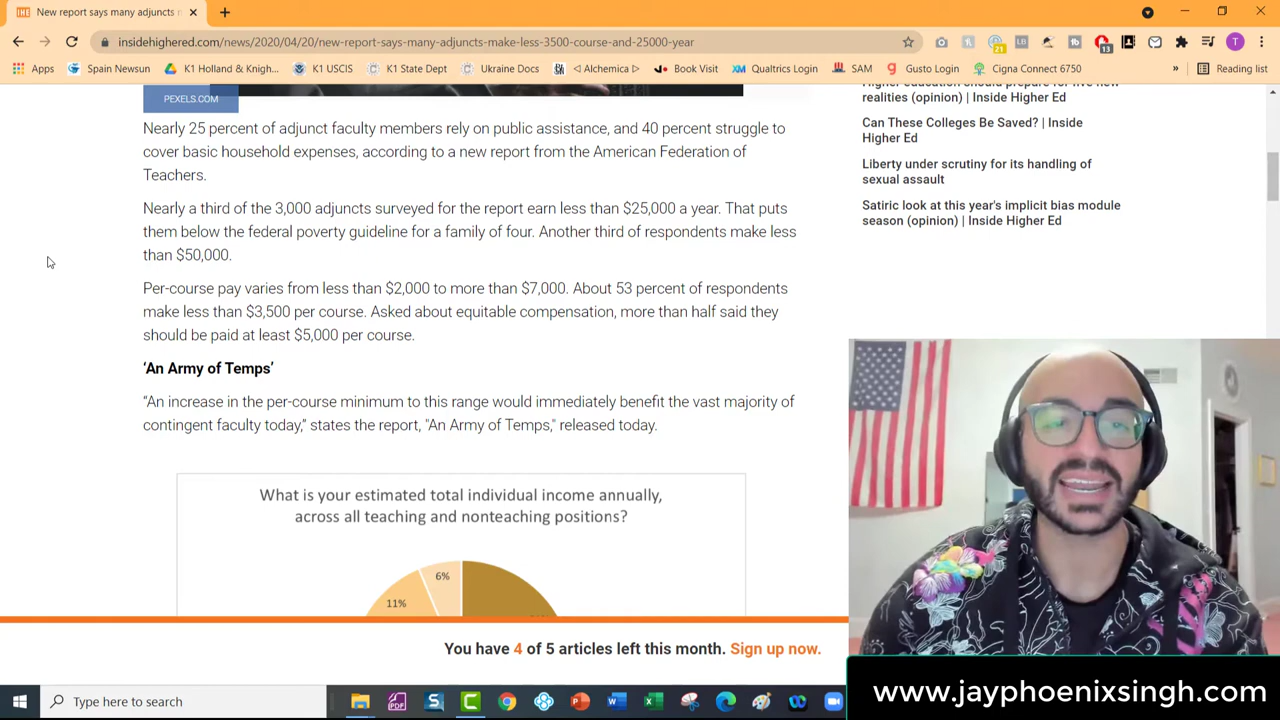 New report says many adjuncts
insidehighered.com/news/2020/04/20/new-report-says-many-adjuncts-make-less-3500-course-and-25000-year
21
LB
13
T
Apps
Spain Newsun
K1 Holland & Knigh...
K1 USCIS
K1 State Dept
Ukraine Docs
\ Alchemica |
Book Visit
XM Qualtrics Login
SAM
Gusto Login
Cigna Connect 6750
»
Reading list
PEXELS.COM
Nearly 25 percent of adjunct faculty members rely on public assistance, and 40 percent struggle to
cover basic household expenses, according to a new report from the American Federation of
Teachers.
Nearly a third of the 3,000 adjuncts surveyed for the report earn less than $25,000 a year. That puts
them below the federal poverty guideline for a family of four. Another third of respondents make less
than $50,000.
Per-course pay varies from less than $2,000 to more than $7,000. About 53 percent of respondents
make less than $3,500 per course. Asked about equitable compensation, more than half said they
should be paid at least $5,000 per course.
‘An Army of Temps’
“An increase in the per-course minimum to this range would immediately benefit the vast majority of
contingent faculty today,” states the report, "An Army of Temps," released today.
What is your estimated total individual income annually,
across all teaching and nonteaching positions?
6%
11%
realities (opinion) | Inside Higher Ed
Can These Colleges Be Saved? | Inside
Higher Ed
Liberty under scrutiny for its handling of
sexual assault
Satiric look at this year's implicit bias module
season (opinion) | Inside Higher Ed
You have 4 of 5 articles left this month. Sign up now.
www.jayphoenixsingh.com
Type here to search